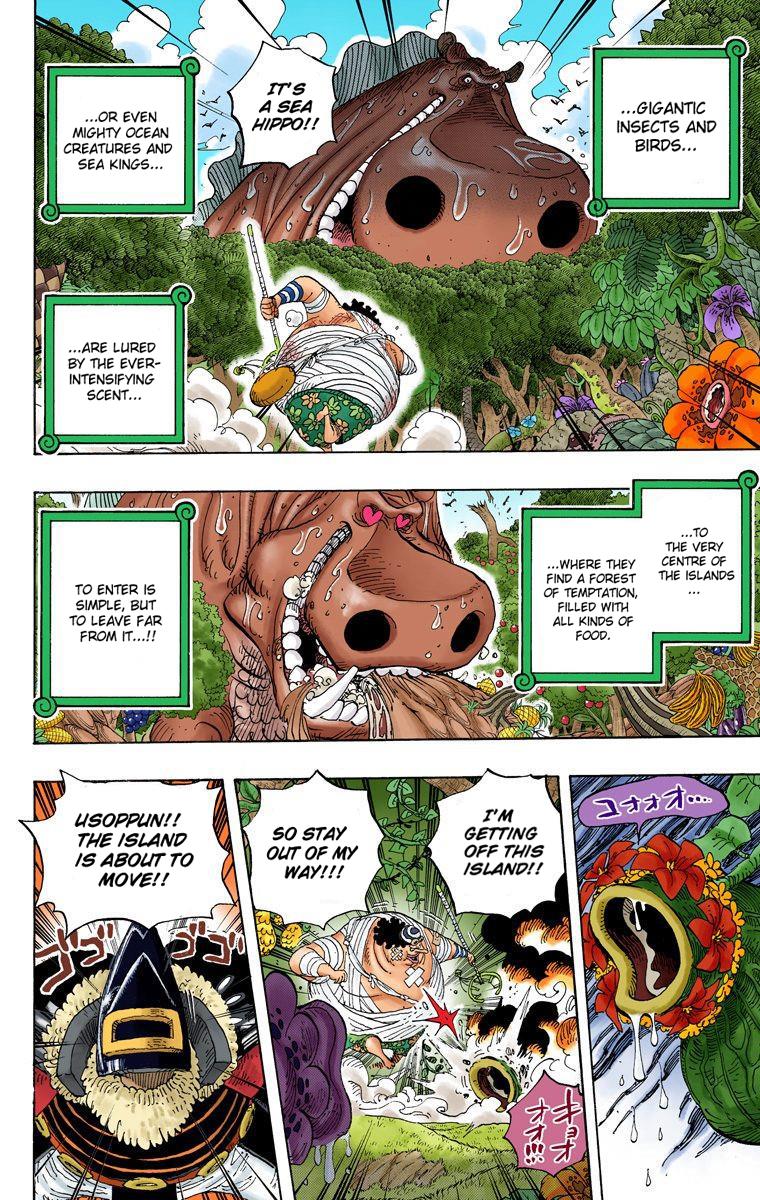 ...GIGANTIC
INSECTS AND
BIRDS...
IT'S
A SEA
HIPPO!!
...OR EVEN
MIGHTY OCEAN
CREATURES AND
SEA KINGS...
...ARE LURED
BY THE EVER-
INTENSIFYING
SCENT...
...TO
THE VERY
CENTRE OF
THE ISLANDS
...
...WHERE THEY
FIND A FOREST
OF TEMPTATION,
FILLED WITH
ALL KINDS OF
FOOD.
TO ENTER IS
SIMPLE, BUT
TO LEAVE FAR
FROM IT...!!
コォォオ....
I'M
GETTING
OFF THIS
ISLAND!!
SO STAY
OUT OF MY
WAY!!!
キョオ
オオ!!!
USOPPUN!!
THE ISLAND
IS ABOUT TO
MOVE!!
ゴゴゴ
ゴゴゴ